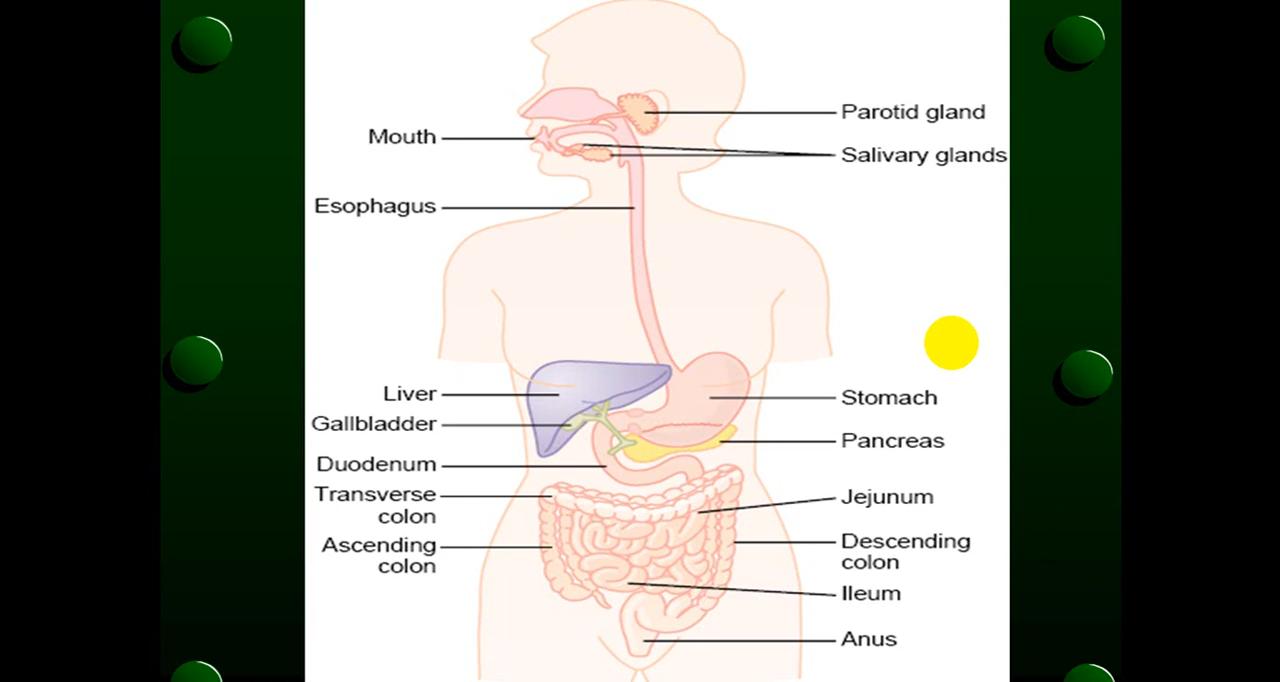 Mouth
Esophagus
Liver
Gallbladder
Duodenum
Transverse
colon
Ascending
colon
Parotid gland
Salivary glands
Stomach
Pancreas
Jejunum
Descending
colon
Ileum
Anus